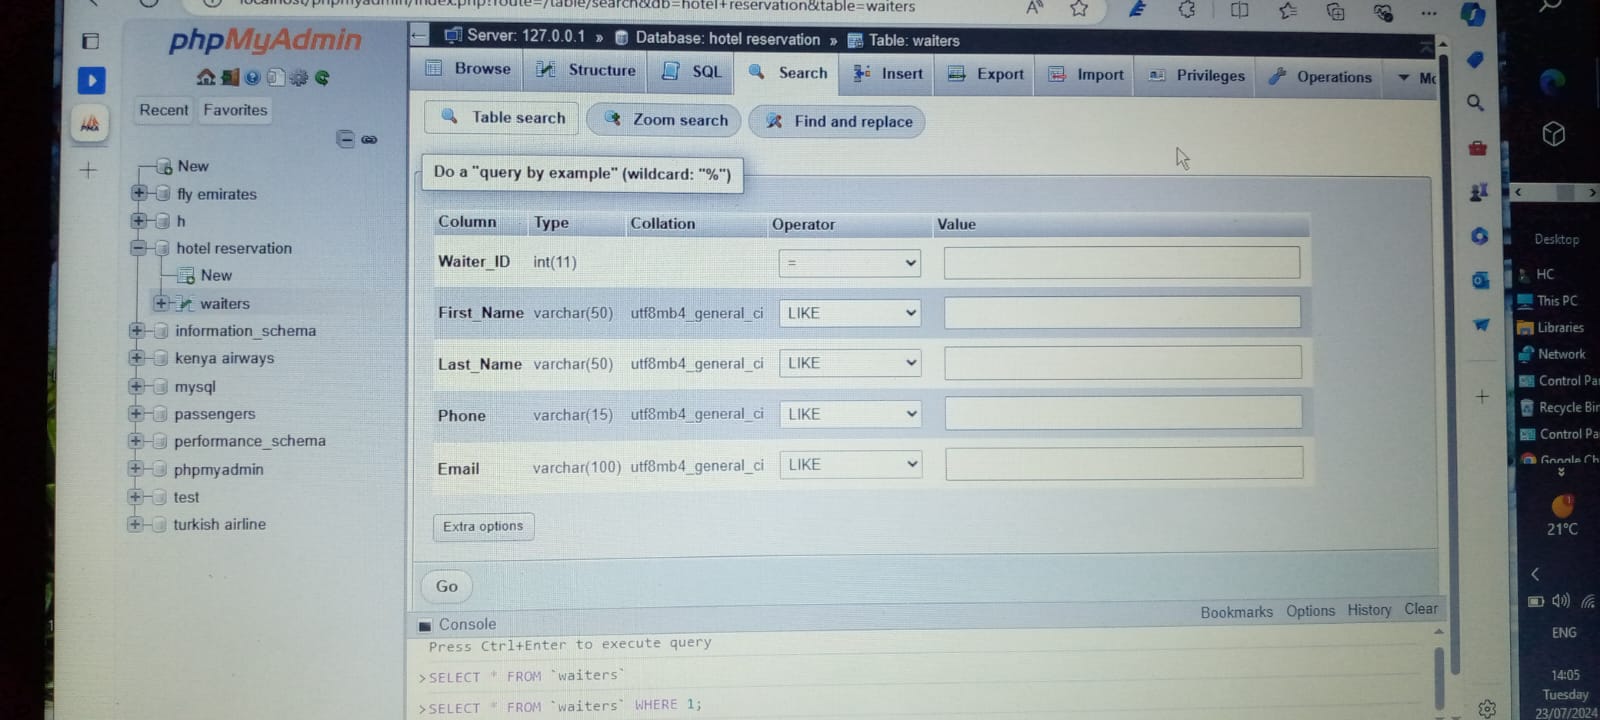 localhost/phpmyadmin/index.php?route=/table/search&db=hotel+reservation&table=waiters
phpMyAdmin
Recent Favorites
New
fly emirates
h
hotel reservation
New
waiters
information_schema
kenya airways
mysql
passengers
performance_schema
phpmyadmin
test
turkish airline
Server: 127.0.0.1 » Database: hotel reservation » Table: waiters
Browse Structure SQL Search Insert Export Import Privileges Operations
Table search Zoom search Find and replace
Do a "query by example" (wildcard: "%")
Column Type Collation Operator Value
Waiter_ID int(11) =
First_Name varchar(50) utf8mb4_general_ci LIKE
Last_Name varchar(50) utf8mb4_general_ci LIKE
Phone varchar(15) utf8mb4_general_ci LIKE
Email varchar(100) utf8mb4_general_ci LIKE
Extra options
Go
Bookmarks Options History Clear
Console
Press Ctrl+Enter to execute query
>SELECT * FROM `waiters`
>SELECT * FROM `waiters` WHERE 1;
Desktop
HC
This PC
Libraries
Network
Control Pa
Recycle Bin
Control Pa
Google Ch
21°C
ENG
14:05
Tuesday
23/07/2024